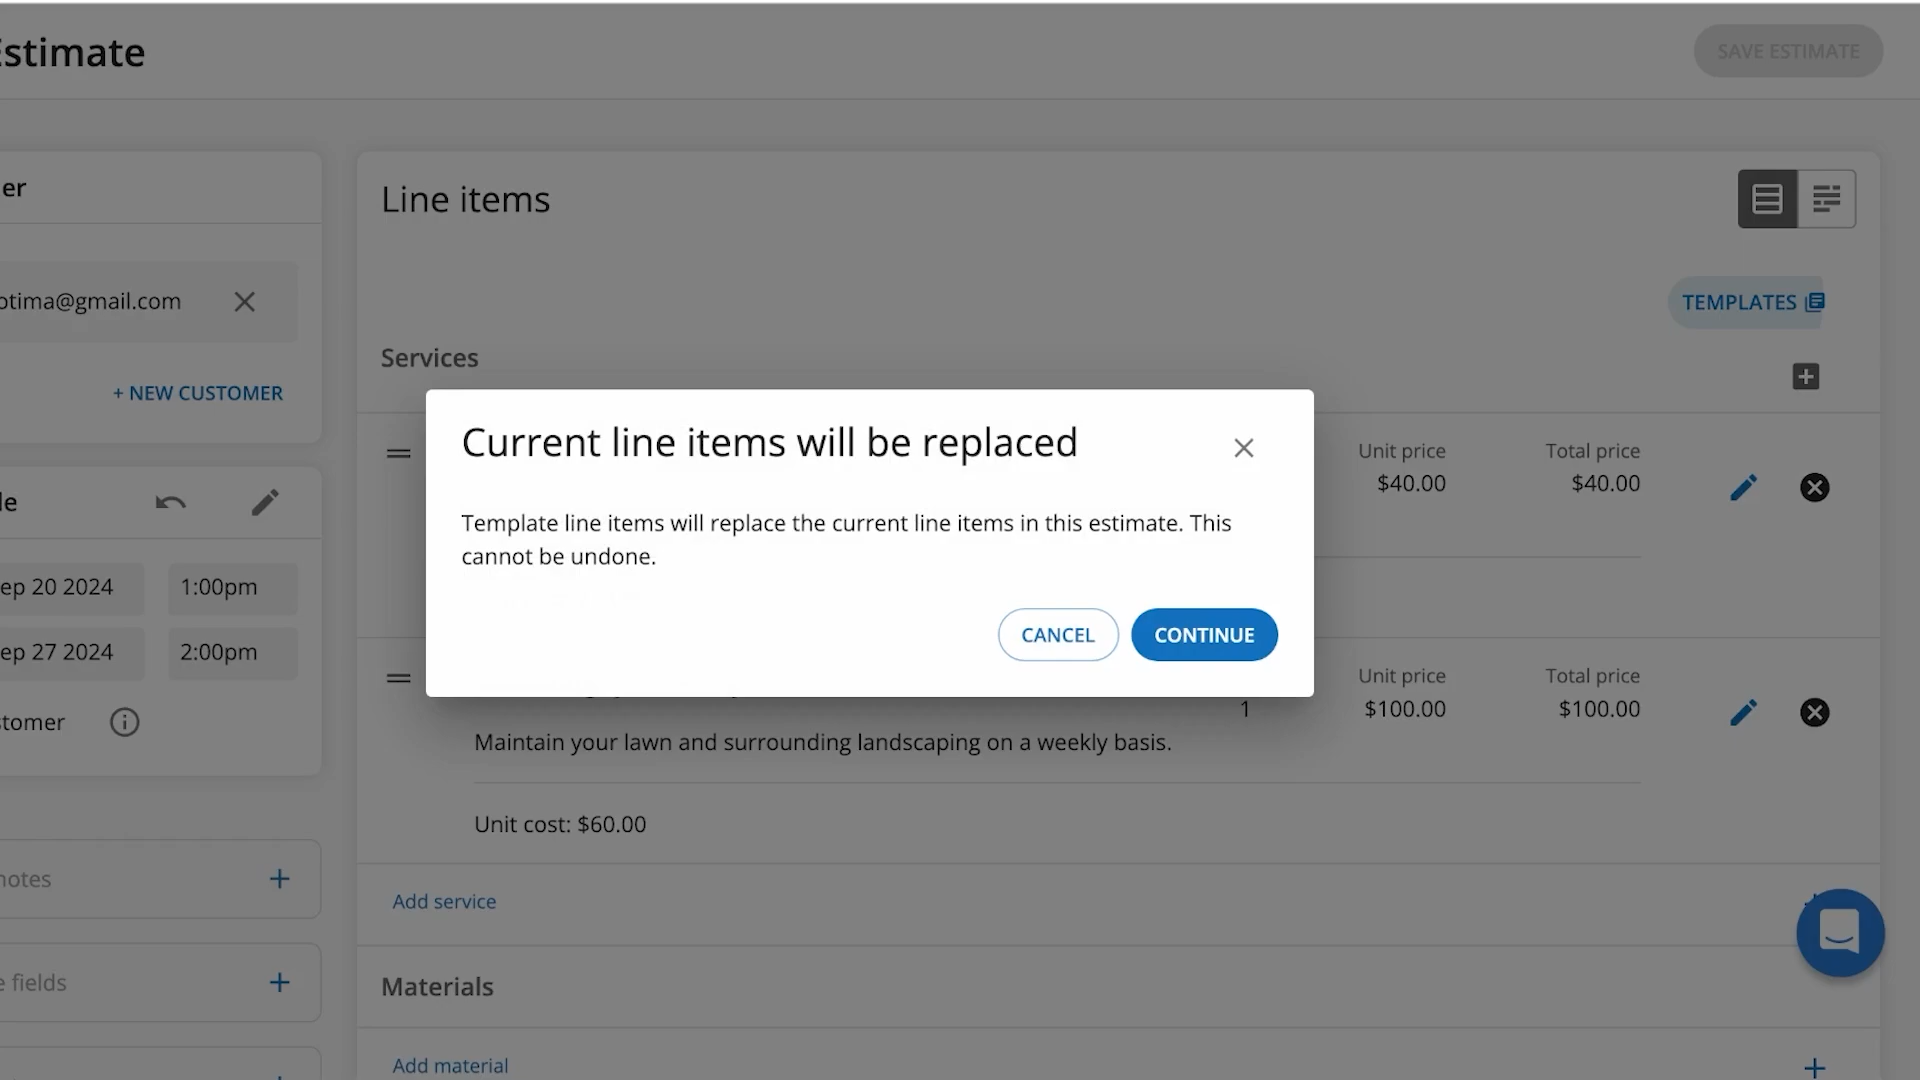 Estimate
SAVE ESTIMATE
er
Line items
otima@gmail.com
TEMPLATES
Services
+ NEW CUSTOMER
Current line items will be replaced
Unit price
Total price
$40.00
$40.00
le
Template line items will replace the current line items in this estimate. This
cannot be undone.
ep 20 2024
1:00pm
CANCEL
CONTINUE
ep 27 2024
2:00pm
Unit price
Total price
1
$100.00
$100.00
stomer
Maintain your lawn and surrounding landscaping on a weekly basis.
Unit cost: $60.00
notes
Add service
e fields
Materials
Add material